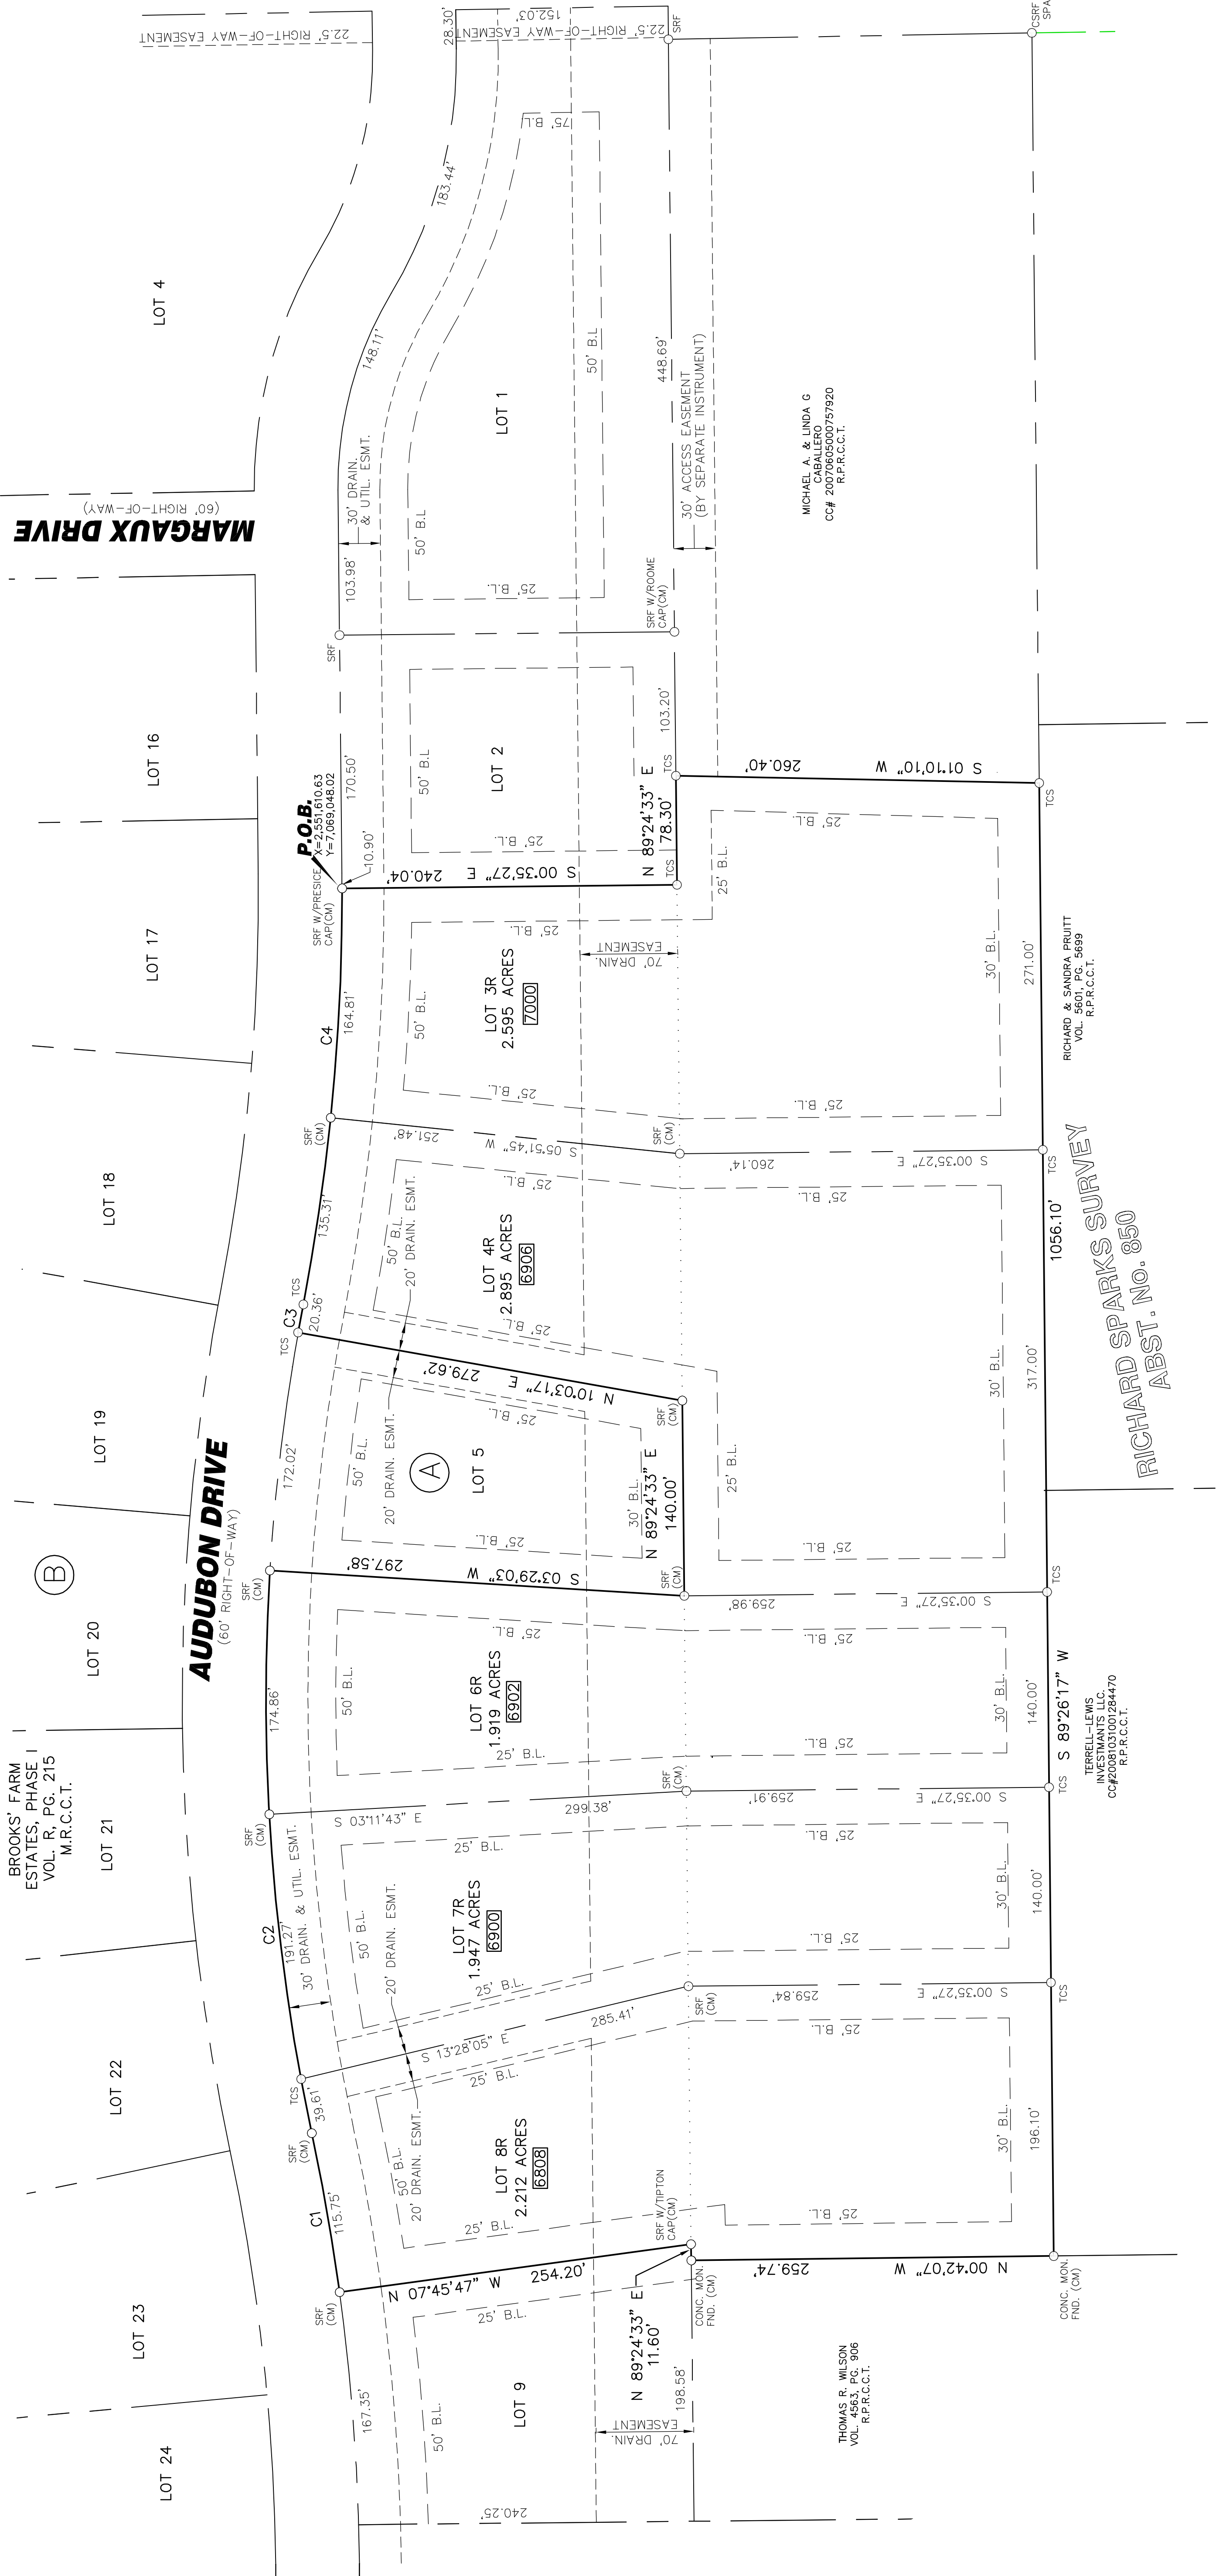 BROOKS' FARM
ESTATES, PHASE I
VOL. R, PG. 215
M.R.C.C.T.
LOT 24
LOT 23
LOT 22
LOT 21
LOT 20
B
LOT 19
LOT 18
LOT 17
LOT 16
LOT 4
MARGAUX DRIVE
(60' RIGHT-OF-WAY)
22.5' RIGHT-OF-WAY EASEMENT
AUDUBON DRIVE
(60' RIGHT-OF-WAY)
167.35'
SRF
(CM)
C1
115.75'
SRF
(CM)
39.61'
TCS
C2
191.27'
30' DRAIN. & UTIL. ESMT.
SRF
(CM)
174.86'
SRF
(CM)
172.02'
TCS
C3
20.36'
TCS
135.31'
SRF
(CM)
C4
164.81'
SRF W/PRESICE
CAP(CM)
P.O.B.
X=2,551,610.63
Y=7,069,048.02
10.90'
170.50'
SRF
103.98'
30' DRAIN.
& UTIL. ESMT.
148.11'
183.44'
28.30'
152.03'
22.5' RIGHT-OF-WAY EASEMENT
SRF
LOT 9
50' B.L.
25' B.L.
240.25'
70' DRAIN.
EASEMENT
198.58'
N 07°45'47" W 254.20'
N 89°24'33" E
11.60'
CONC. MON.
FND. (CM)
SRF W/TIPTON
CAP(CM)
LOT 8R
2.212 ACRES
6808
50' B.L.
20' DRAIN. ESMT.
25' B.L.
25' B.L.
25' B.L.
25' B.L.
30' B.L.
196.10'
N 00°42'07" W 259.74'
CONC. MON.
FND. (CM)
S 13°28'05" E
285.41'
SRF
(CM)
S 00°35'27" E 259.84'
TCS
LOT 7R
1.947 ACRES
6900
50' B.L.
20' DRAIN. ESMT.
25' B.L.
25' B.L.
25' B.L.
25' B.L.
30' B.L.
140.00'
S 03°11'43" E
299.38'
SRF
(CM)
S 00°35'27" E 259.91'
TCS
LOT 6R
1.919 ACRES
6902
50' B.L.
25' B.L.
25' B.L.
25' B.L.
25' B.L.
30' B.L.
140.00'
S 89°26'17" W
1056.10'
S 03°29'03" W 297.58'
SRF
(CM)
S 00°35'27" E 259.98'
TCS
A
LOT 5
50' B.L.
20' DRAIN. ESMT.
25' B.L.
25' B.L.
30' B.L.
N 89°24'33" E
140.00'
SRF
(CM)
N 10°03'17" E 279.62'
LOT 4R
2.895 ACRES
6906
50' B.L.
20' DRAIN. ESMT.
25' B.L.
25' B.L.
25' B.L.
25' B.L.
25' B.L.
30' B.L.
317.00'
S 05°51'45" W 251.48'
SRF
(CM)
S 00°35'27" E 260.14'
TCS
LOT 3R
2.595 ACRES
7000
50' B.L.
25' B.L.
25' B.L.
25' B.L.
25' B.L.
25' B.L.
30' B.L.
70' DRAIN.
EASEMENT
271.00'
S 00°35'27" E 240.04'
N 89°24'33" E
78.30'
TCS
TCS
S 01°10'10" W 260.40'
TCS
LOT 2
50' B.L
25' B.L.
103.20'
SRF W/ROOME
CAP(CM)
LOT 1
50' B.L
25' B.L.
50' B.L
75' B.L
448.69'
30' ACCESS EASEMENT
(BY SEPARATE INSTRUMENT)
MICHAEL A. & LINDA G
CABALLERO
CC# 20070605000757920
R.P.R.C.C.T.
CSRF
SPA
THOMAS R. WILSON
VOL. 4563, PG. 906
R.P.R.C.C.T.
TERRELL-LEWIS
INVESTMANTS LLC.
CC#20081031001284470
R.P.R.C.C.T.
RICHARD & SANDRA PRUITT
VOL. 5601, PG. 5699
R.P.R.C.C.T.
RICHARD SPARKS SURVEY
ABST. No. 850